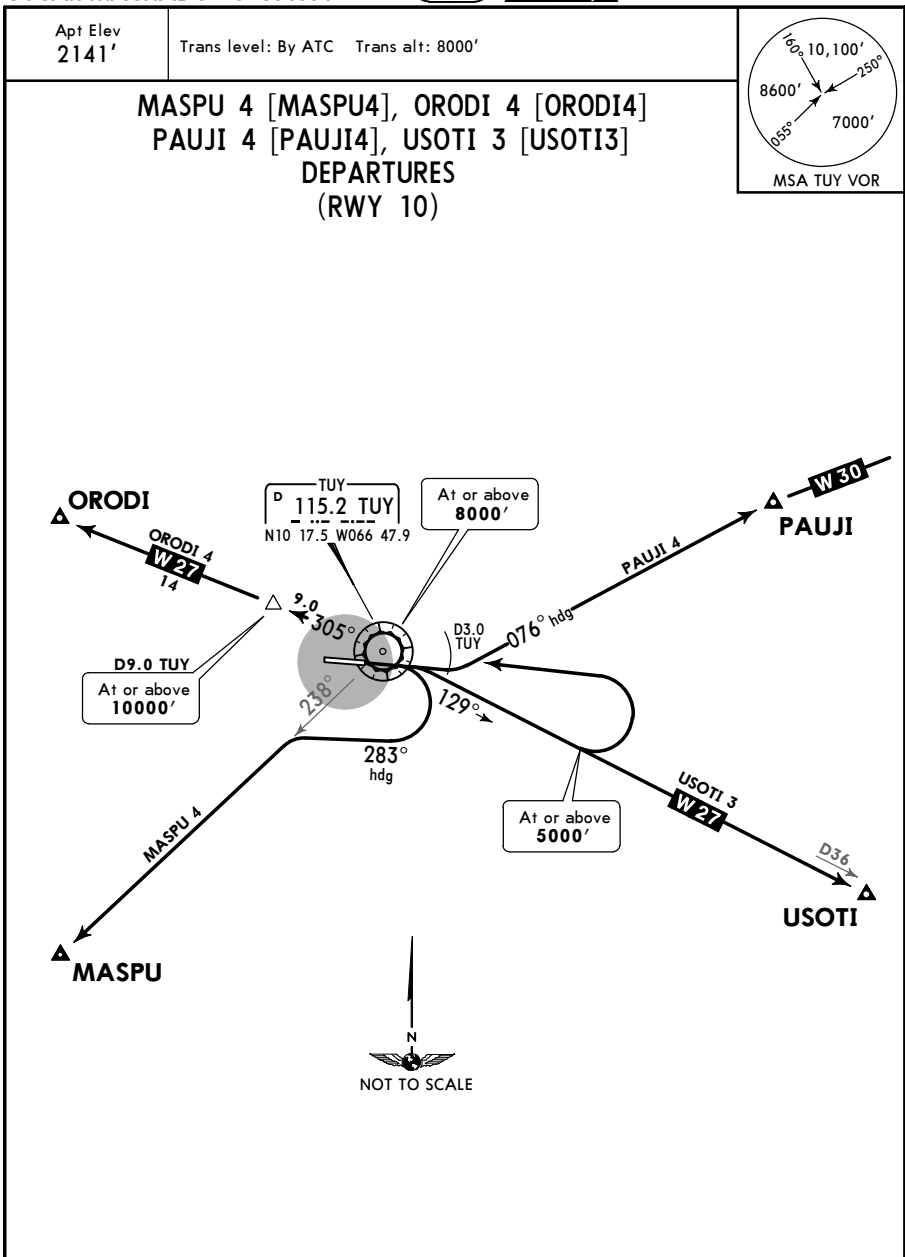 Apt Elev
2141'
Trans level: By ATC Trans alt: 8000'
160°
10,100'
250°
8600'
7000'
055°
MSA TUY VOR
MASPU 4 [MASPU4], ORODI 4 [ORODI4]
PAUJI 4 [PAUJI4], USOTI 3 [USOTI3]
DEPARTURES
(RWY 10)
ORODI
ORODI 4
W 27
14
TUY
D 115.2 TUY
N10 17.5 W066 47.9
At or above
8000'
W 30
PAUJI
PAUJI 4
9.0
305°
D3.0
TUY
076° hdg
D9.0 TUY
At or above
10000'
238°
129°
283°
hdg
MASPU 4
At or above
5000'
USOTI 3
W 27
D36
USOTI
MASPU
N
NOT TO SCALE